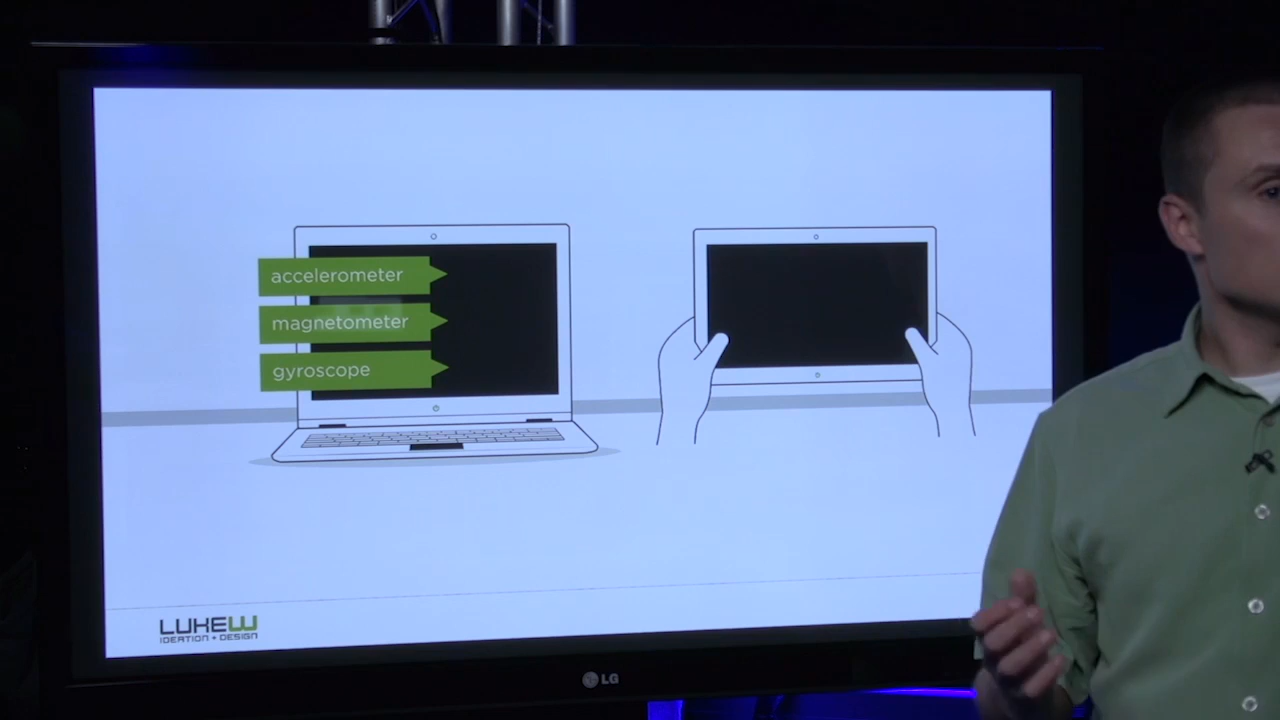 accelerometer
magnetometer
gyroscope
LUKEW
IDEATION + DESIGN
LG